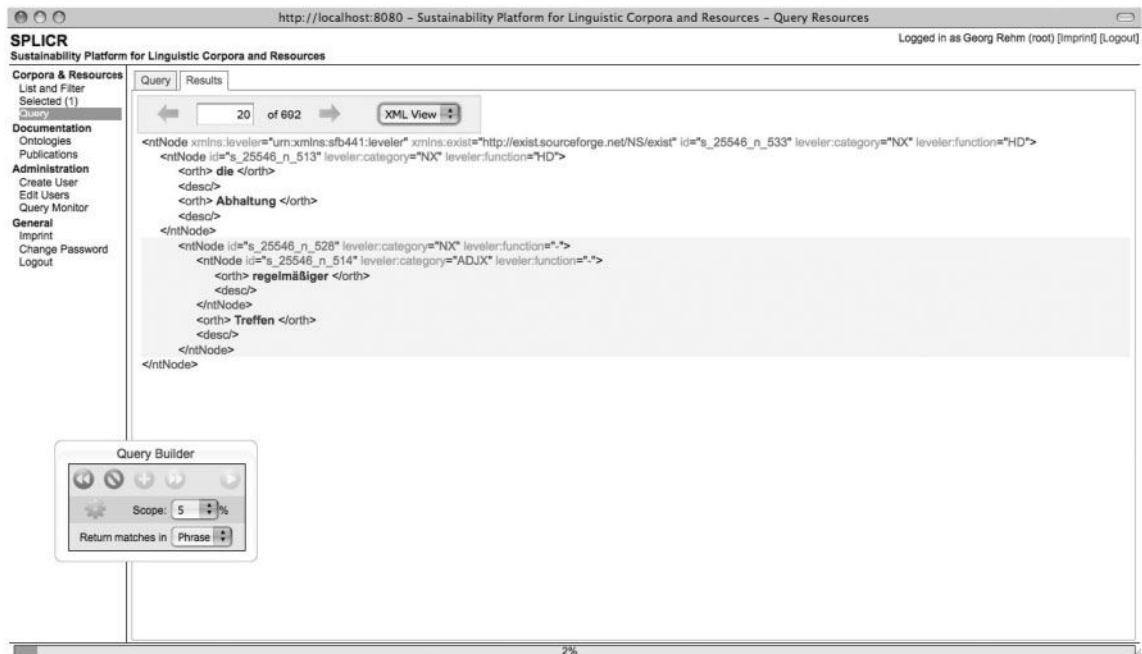 http://localhost:8080 – Sustainability Platform for Linguistic Corpora and Resources – Query Resources
SPLICR
Logged in as Georg Rehm (root) [Imprint] [Logout]
Sustainability Platform for Linguistic Corpora and Resources
Corpora & Resources
List and Filter
Selected (1)
Query
Documentation
Ontologies
Publications
Administration
Create User
Edit Users
Query Monitor
General
Imprint
Change Password
Logout
Query
Results
20 of 692
XML View
<ntNode xmlns:leveler="urn:xmlns:sfb441:leveler" xmlns:exist="http://exist.sourceforge.net/NS/exist" id="s_25546_n_533" leveler:category="NX" leveler:function="HD">
<ntNode id="s_25546_n_513" leveler:category="NX" leveler:function="HD">
<orth> die </orth>
<desc/>
<orth> Abhaltung </orth>
<desc/>
</ntNode>
<ntNode id="s_25546_n_528" leveler:category="NX" leveler:function="-">
<ntNode id="s_25546_n_514" leveler:category="ADJX" leveler:function="-">
<orth> regelmäßiger </orth>
<desc/>
</ntNode>
<orth> Treffen </orth>
<desc/>
</ntNode>
</ntNode>
Query Builder
Scope: 5 %
Return matches in Phrase
2%